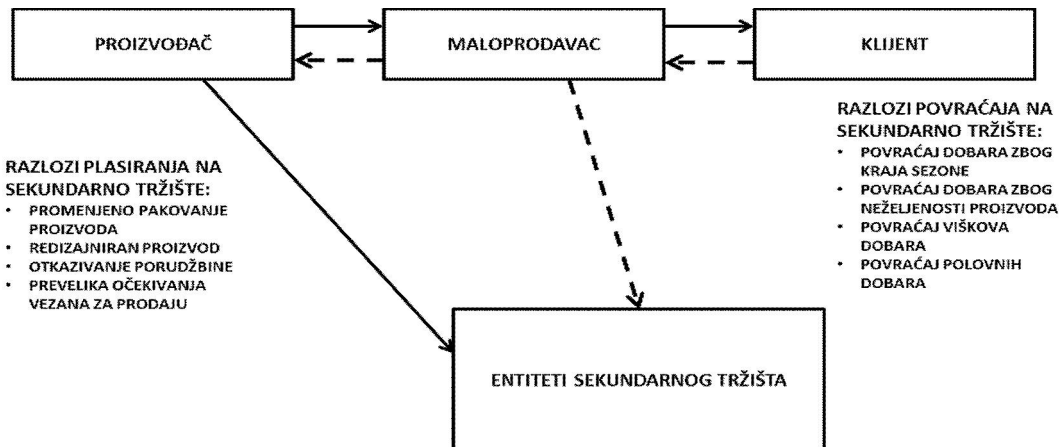 PROIZVOĐAČ
MALOPRODAVAC
KLIJENT
RAZLOZI PLASIRANJA NA
SEKUNDARNO TRŽIŠTE:
• PROMENJENO PAKOVANJE
PROIZVODA
• REDIZAJNIRAN PROIZVOD
• OTKAZIVANJE PORUDŽBINE
• PREVELIKA OČEKIVANJA
VEZANA ZA PRODAJU
RAZLOZI POVRAĆAJA NA
SEKUNDARNO TRŽIŠTE:
• POVRAĆAJ DOBARA ZBOG
KRAJA SEZONE
• POVRAĆAJ DOBARA ZBOG
NEŽELJENOSTI PROIZVODA
• POVRAĆAJ VIŠKOVA
DOBARA
• POVRAĆAJ POLOVNIH
DOBARA
ENTITETI SEKUNDARNOG TRŽIŠTA